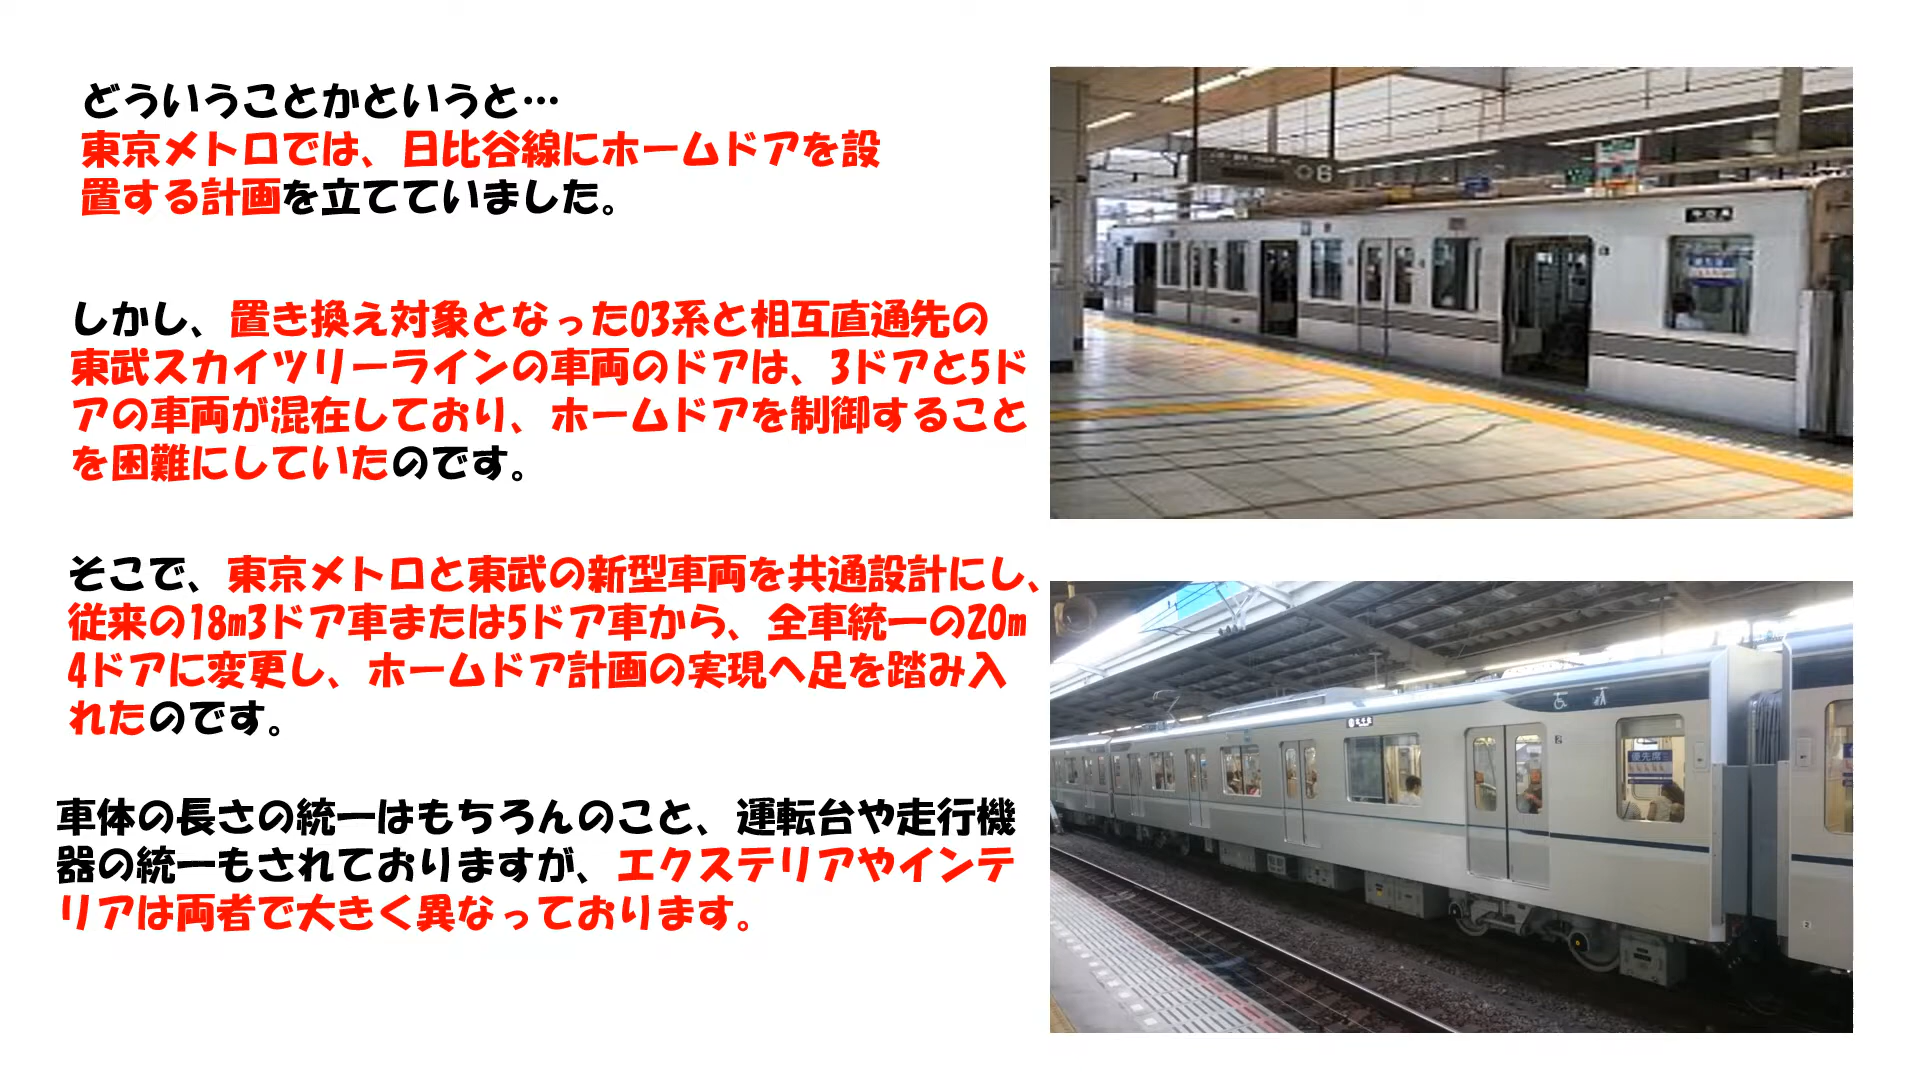 どういうことかというと…
東京メトロでは、日比谷線にホームドアを設
置する計画を立てていました。
しかし、置き換え対象となった03系と相互直通先の
東武スカイツリーラインの車両のドアは、3ドアと5ド
アの車両が混在しており、ホームドアを制御すること
を困難にしていたのです。
そこで、東京メトロと東武の新型車両を共通設計にし、
従来の18m3ドア車または5ドア車から、全車統一の20m
4ドアに変更し、ホームドア計画の実現へ足を踏み入
れたのです。
車体の長さの統一はもちろんのこと、運転台や走行機
器の統一もされておりますが、エクステリアやインテ
リアは両者で大きく異なっております。
6
優先席
2